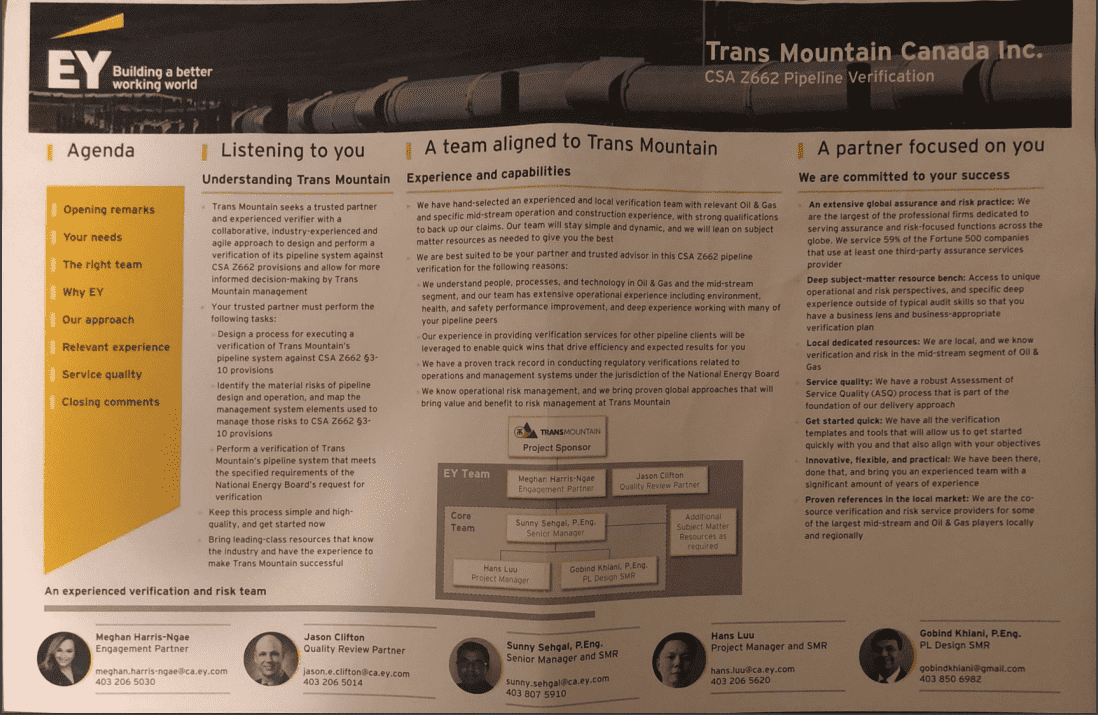 EY
Building a better
working world
Trans Mountain Canada Inc.
CSA Z662 Pipeline Verification
Agenda
Opening remarks
Your needs
The right team
Why EY
Our approach
Relevant experience
Service quality
Closing comments
Listening to you
Understanding Trans Mountain
Trans Mountain seeks a trusted partner
and experienced verifier with a
collaborative, industry-experienced and
agile approach to design and perform a
verification of its pipeline system against
CSA Z662 provisions and allow for more
informed decision-making by Trans
Mountain management
Your trusted partner must perform the
following tasks:
Design a process for executing a
verification of Trans Mountain's
pipeline system against CSA Z662 §3-
10 provisions
Identify the material risks of pipeline
design and operation, and map the
management system elements used to
manage those risks to CSA Z662 §3-
10 provisions
Perform a verification of Trans
Mountain's pipeline system that meets
the specified requirements of the
National Energy Board's request for
verification
Keep this process simple and high-
quality, and get started now
Bring leading-class resources that know
the industry and have the experience to
make Trans Mountain successful
A team aligned to Trans Mountain
Experience and capabilities
We have hand-selected an experienced and local verification team with relevant Oil & Gas
and specific mid-stream operation and construction experience, with strong qualifications
to back up our claims. Our team will stay simple and dynamic, and we will lean on subject
matter resources as needed to give you the best
We are best suited to be your partner and trusted advisor in this CSA Z662 pipeline
verification for the following reasons:
We understand people, processes, and technology in Oil & Gas and the mid-stream
segment, and our team has extensive operational experience including environment,
health, and safety performance improvement, and deep experience working with many of
your pipeline peers
Our experience in providing verification services for other pipeline clients will be
leveraged to enable quick wins that drive efficiency and expected results for you
We have a proven track record in conducting regulatory verifications related to
operations and management systems under the jurisdiction of the National Energy Board
We know operational risk management, and we bring proven global approaches that will
bring value and benefit to risk management at Trans Mountain
TRANSMOUNTAIN
Project Sponsor
EY Team
Meghan Harris-Ngae
Engagement Partner
Jason Clifton
Quality Review Partner
Core
Team
Sunny Sehgal, P.Eng.
Senior Manager
Additional
Subject Matter
Resources as
required
Hans Luu
Project Manager
Gobind Khiani, P.Eng.
PL Design SMR
A partner focused on you
We are committed to your success
An extensive global assurance and risk practice: We
are the largest of the professional firms dedicated to
serving assurance and risk-focused functions across the
globe. We service 59% of the Fortune 500 companies
that use at least one third-party assurance services
provider
Deep subject-matter resource bench: Access to unique
operational and risk perspectives, and specific deep
experience outside of typical audit skills so that you
have a business lens and business-appropriate
verification plan
Local dedicated resources: We are local, and we know
verification and risk in the mid-stream segment of Oil &
Gas
Service quality: We have a robust Assessment of
Service Quality (ASQ) process that is part of the
foundation of our delivery approach
Get started quick: We have all the verification
templates and tools that will allow us to get started
quickly with you and that also align with your objectives
Innovative, flexible, and practical: We have been there,
done that, and bring you an experienced team with a
significant amount of years of experience
Proven references in the local market: We are the co-
source verification and risk service providers for some
of the largest mid-stream and Oil & Gas players locally
and regionally
An experienced verification and risk team
Meghan Harris-Ngae
Engagement Partner
meghan.harris-ngae@ca.ey.com
403 206 5030
Jason Clifton
Quality Review Partner
jason.e.clifton@ca.ey.com
403 206 5014
Sunny Sehgal, P.Eng.
Senior Manager and SMR
sunny.sehgal@ca.ey.com
403 807 5910
Hans Luu
Project Manager and SMR
hans.luu@ca.ey.com
403 206 5620
Gobind Khiani, P.Eng.
PL Design SMR
gobindkhiani@gmail.com
403 850 6982